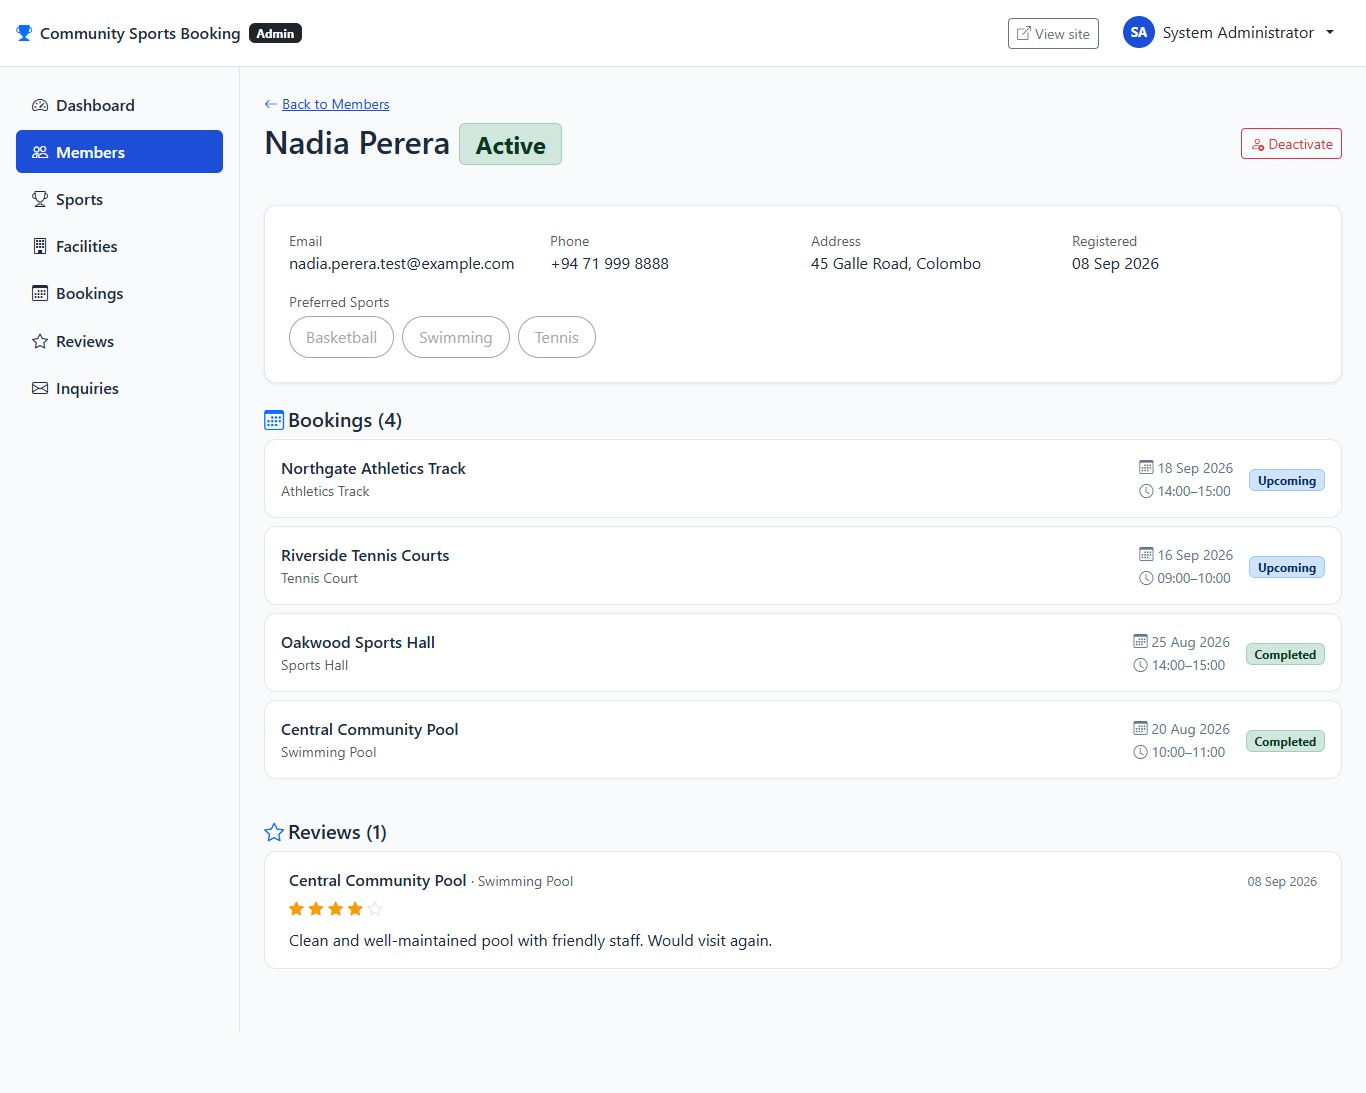 Community Sports Booking Admin
View site
SA System Administrator
Dashboard
Members
Sports
Facilities
Bookings
Reviews
Inquiries
Back to Members
Nadia Perera Active
Deactivate
Email
nadia.perera.test@example.com
Phone
+94 71 999 8888
Address
45 Galle Road, Colombo
Registered
08 Sep 2026
Preferred Sports
Basketball Swimming Tennis
Bookings (4)
Northgate Athletics Track
Athletics Track
18 Sep 2026
14:00–15:00
Upcoming
Riverside Tennis Courts
Tennis Court
16 Sep 2026
09:00–10:00
Upcoming
Oakwood Sports Hall
Sports Hall
25 Aug 2026
14:00–15:00
Completed
Central Community Pool
Swimming Pool
20 Aug 2026
10:00–11:00
Completed
Reviews (1)
Central Community Pool · Swimming Pool
08 Sep 2026
Clean and well-maintained pool with friendly staff. Would visit again.